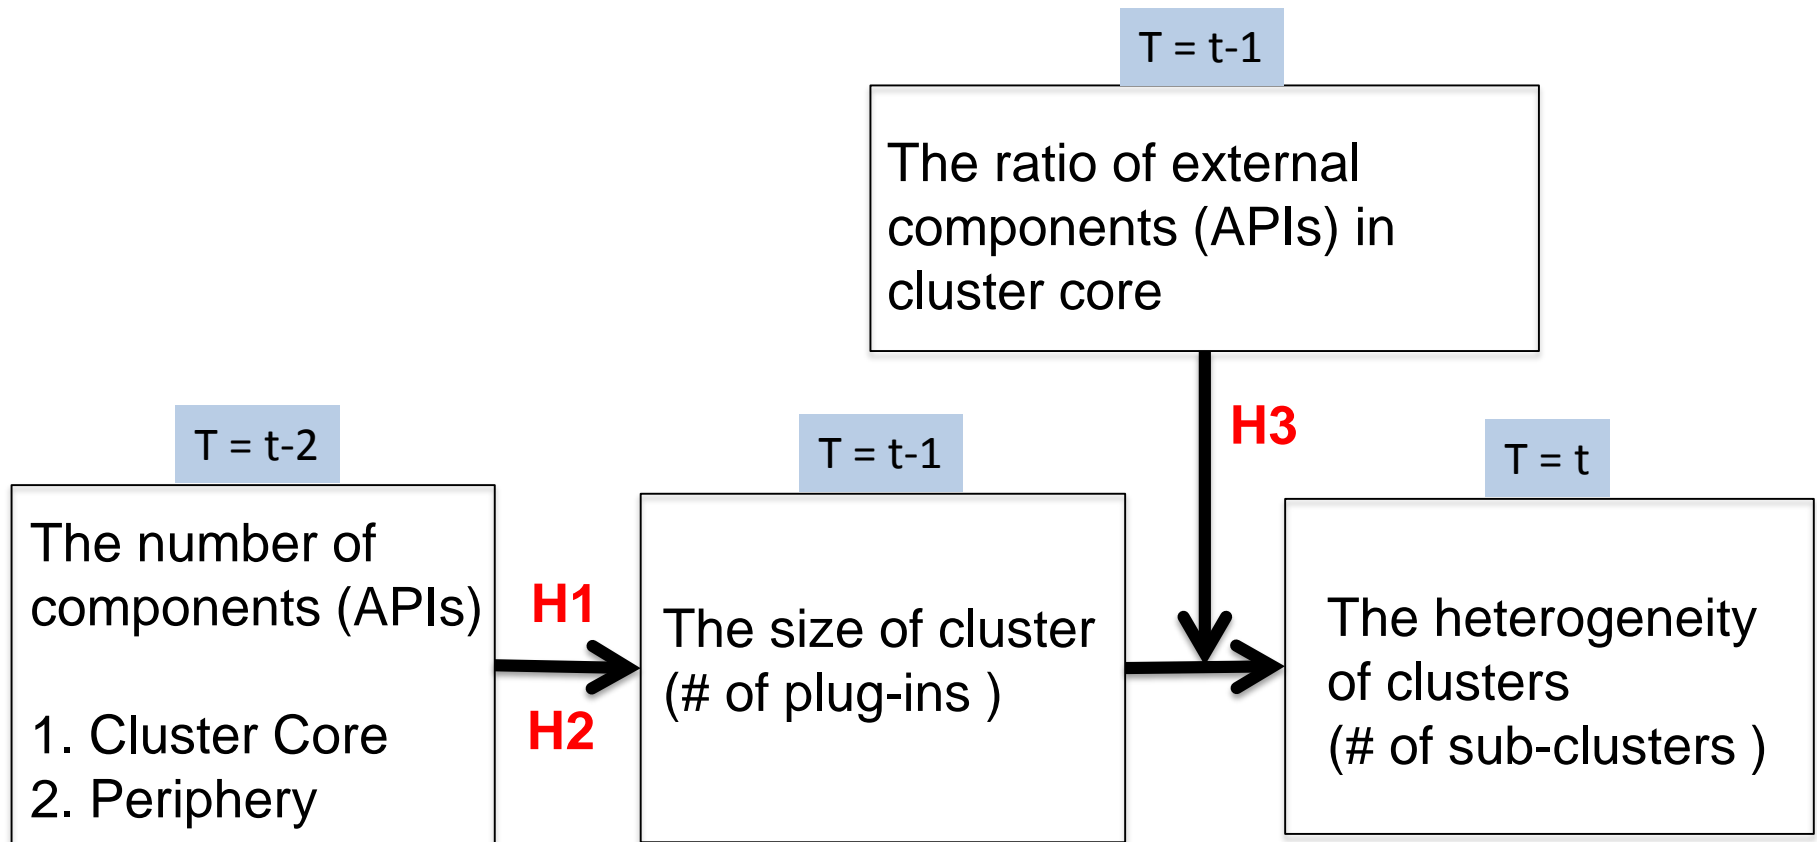 T = t-1
The ratio of external
components (APIs) in
cluster core
H3
T = t-2
The number of
components (APIs)
1. Cluster Core
2. Periphery
H1
H2
T = t-1
The size of cluster
(# of plug-ins )
T = t
The heterogeneity
of clusters
(# of sub-clusters )